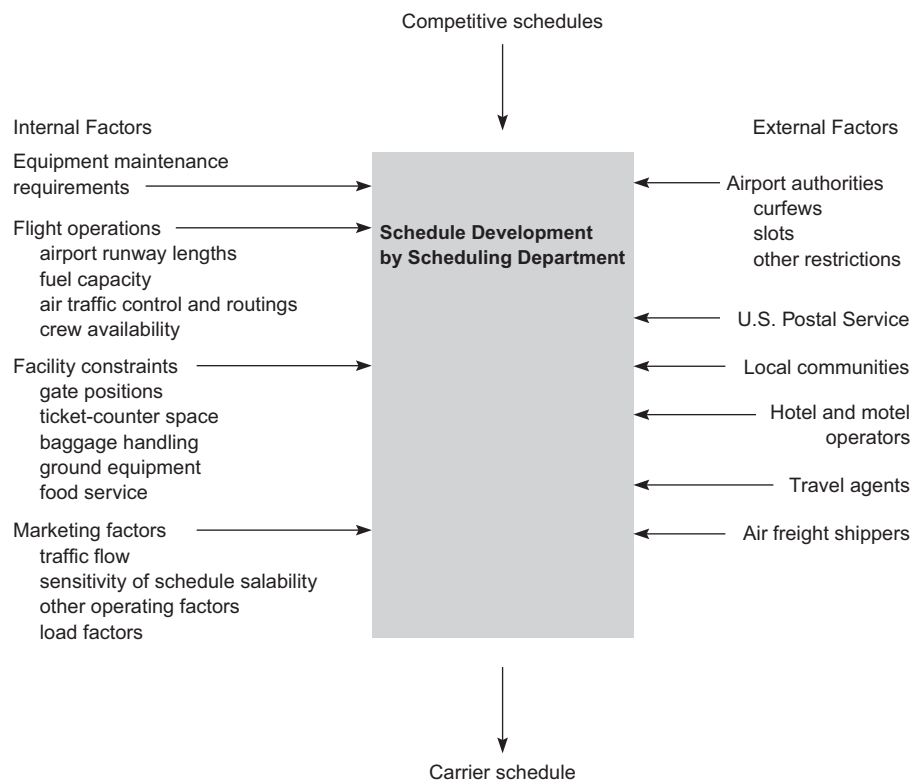 Competitive schedules
Internal Factors
Equipment maintenance
requirements
Flight operations
airport runway lengths
fuel capacity
air traffic control and routings
crew availability
Facility constraints
gate positions
ticket-counter space
baggage handling
ground equipment
food service
Marketing factors
traffic flow
sensitivity of schedule salability
other operating factors
load factors
Schedule Development
by Scheduling Department
External Factors
Airport authorities
curfews
slots
other restrictions
U.S. Postal Service
Local communities
Hotel and motel
operators
Travel agents
Air freight shippers
Carrier schedule